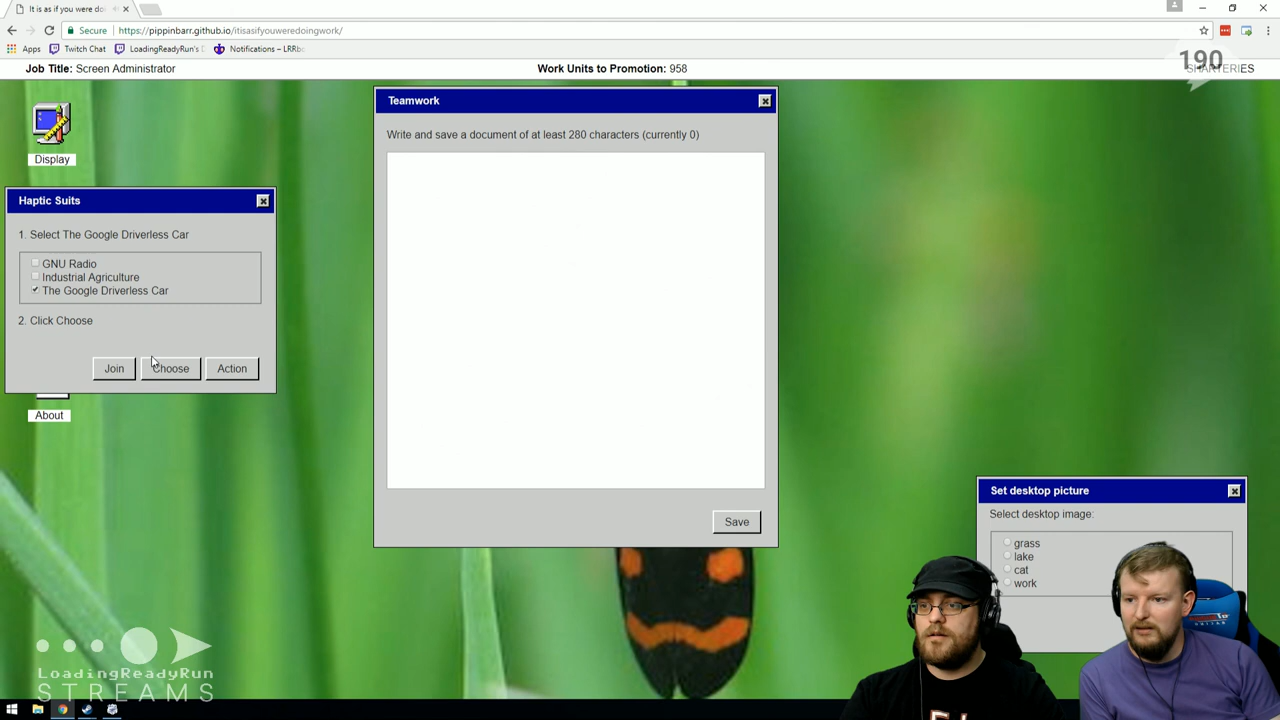 It is as if you were doi
Secure
https://pippinbarr.github.io/itisasifyouweredoingwork/
Apps
Twitch Chat
LoadingReadyRun's D
Notifications – LRRb
Job Title: Screen Administrator
Work Units to Promotion: 958
190
Display
Teamwork
Write and save a document of at least 280 characters (currently 0)
Save
Haptic Suits
1. Select The Google Driverless Car
GNU Radio
Industrial Agriculture
The Google Driverless Car
2. Click Choose
Join
Choose
Action
About
Set desktop picture
Select desktop image:
grass
lake
cat
work
LoadingReadyRun
STREAMS